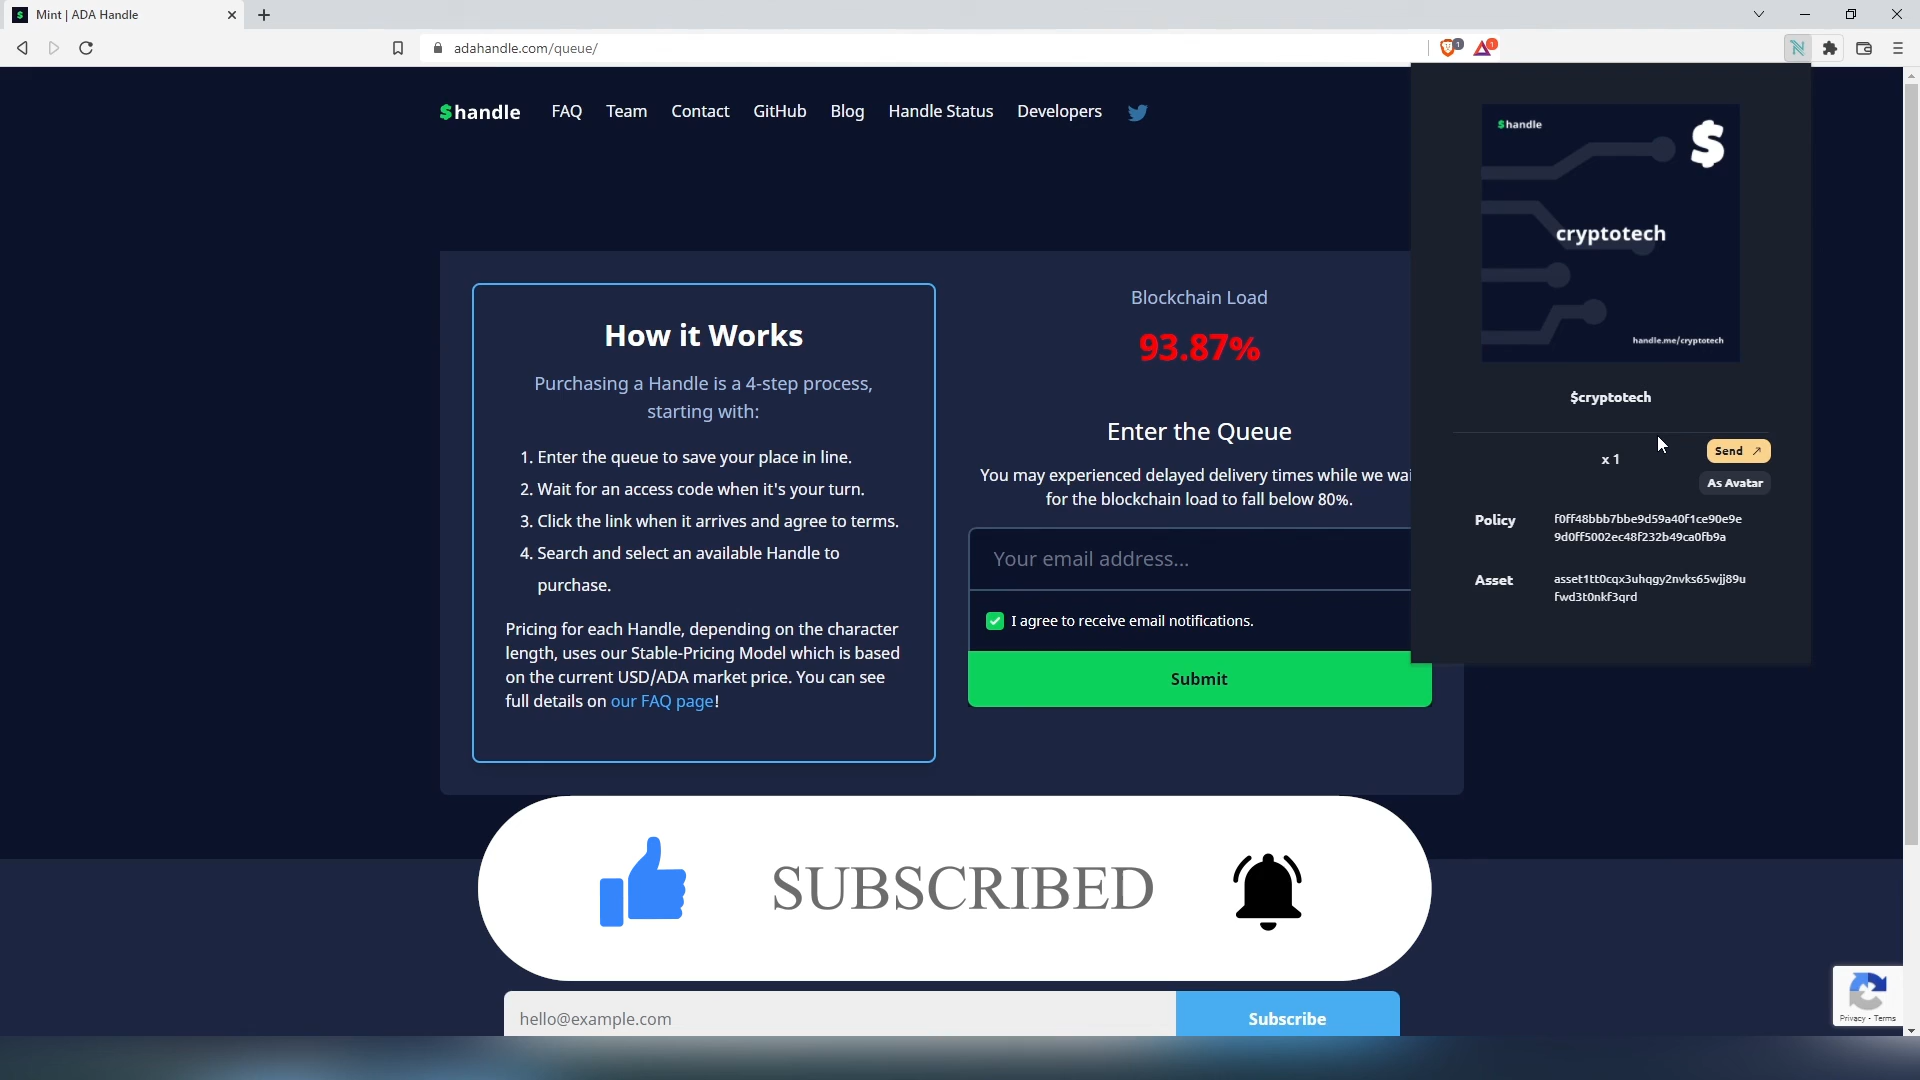 Mint | ADA Handle
adahandle.com/queue/
1
1
$handle
FAQ
Team
Contact
GitHub
Blog
Handle Status
Developers
How it Works
Purchasing a Handle is a 4-step process,
starting with:
1. Enter the queue to save your place in line.
2. Wait for an access code when it's your turn.
3. Click the link when it arrives and agree to terms.
4. Search and select an available Handle to
purchase.
Pricing for each Handle, depending on the character
length, uses our Stable-Pricing Model which is based
on the current USD/ADA market price. You can see
full details on our FAQ page!
Blockchain Load
93.87%
Enter the Queue
You may experienced delayed delivery times while we wai
for the blockchain load to fall below 80%.
Your email address...
I agree to receive email notifications.
Submit
$handle
$
cryptotech
handle.me/cryptotech
$cryptotech
x 1
Send
As Avatar
Policy
f0ff48bbb7bbe9d59a40f1ce90e9e
9d0ff5002ec48f232b49ca0fb9a
Asset
asset1tt0cqx3uhqgy2nvks65wjj89u
fwd3t0nkf3qrd
SUBSCRIBED
hello@example.com
Subscribe
Privacy - Terms